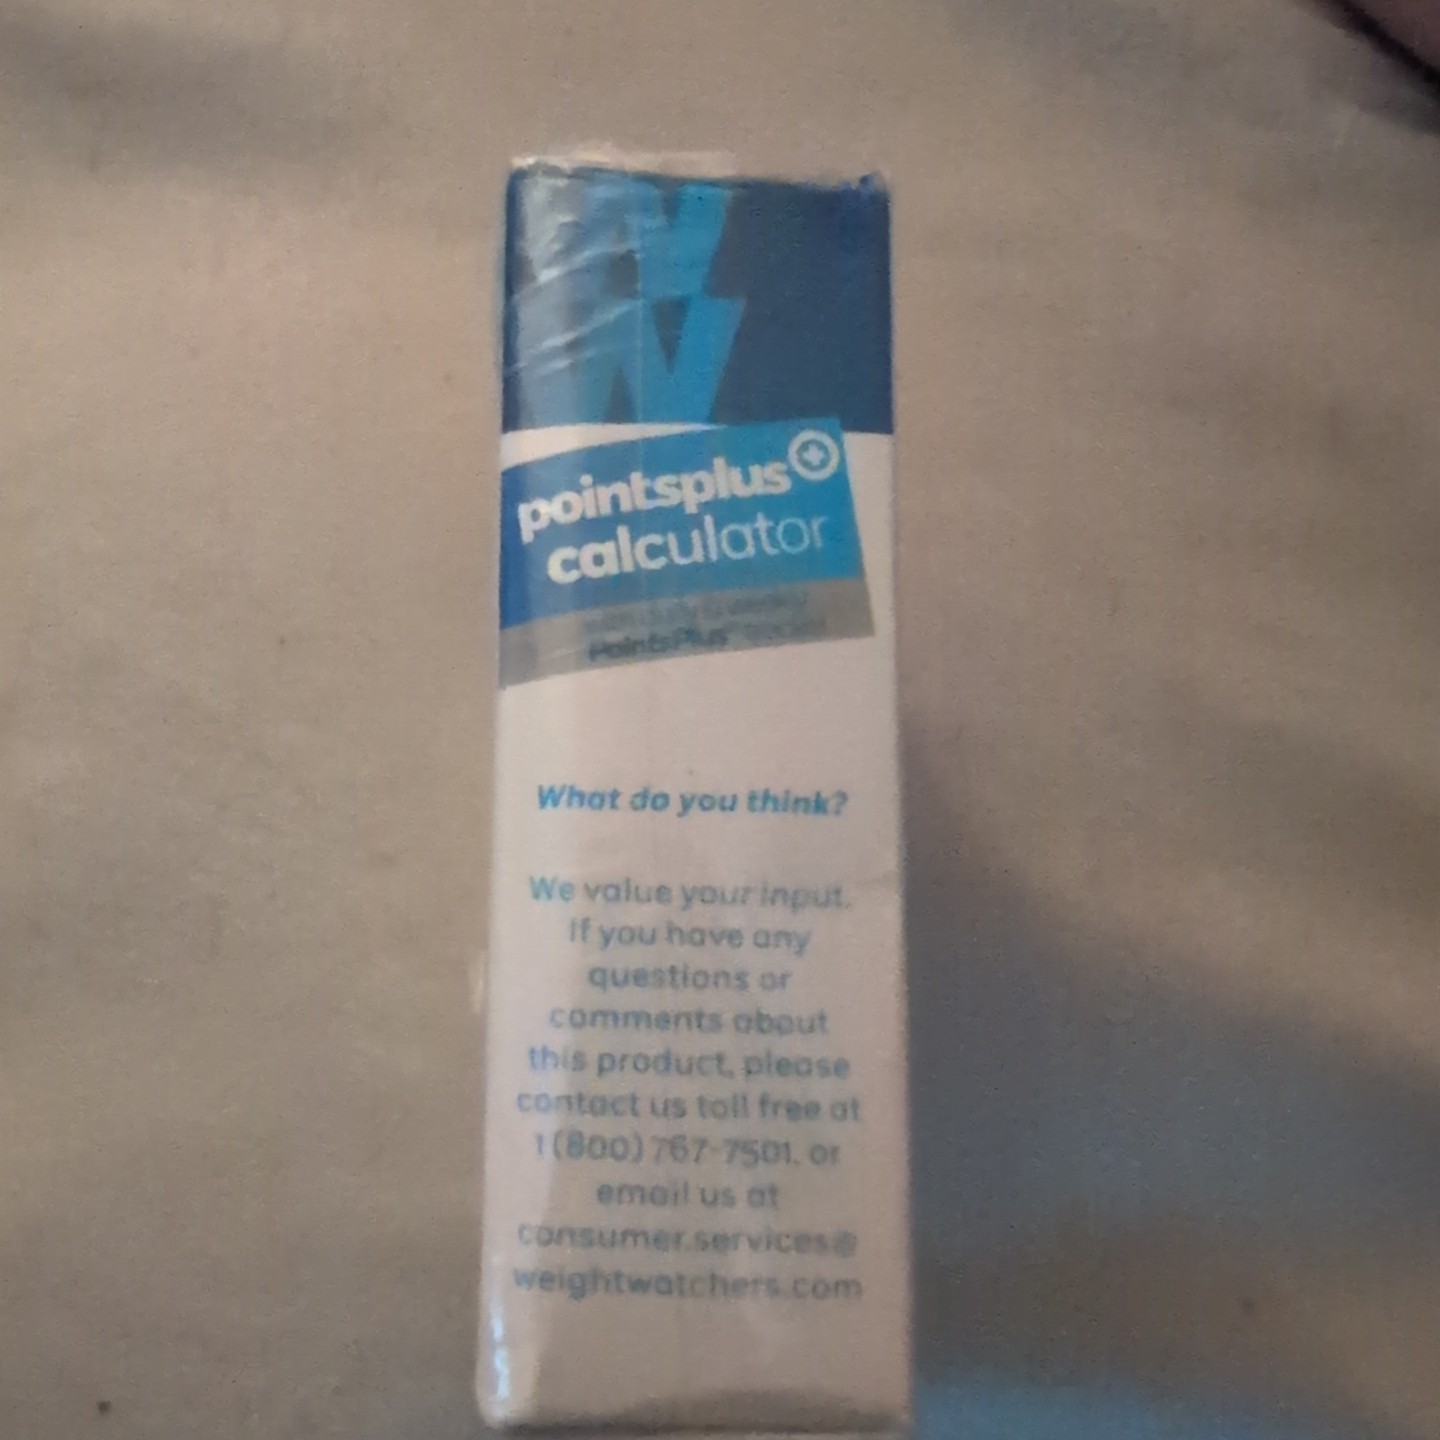 pointsplus
calculator
PointsPlus
What do you think?
We value your input.
If you have any
questions or
comments about
this product, please
contact us toll free at
1 (800) 767-7501, or
email us at
consumer.services@
weightwatchers.com